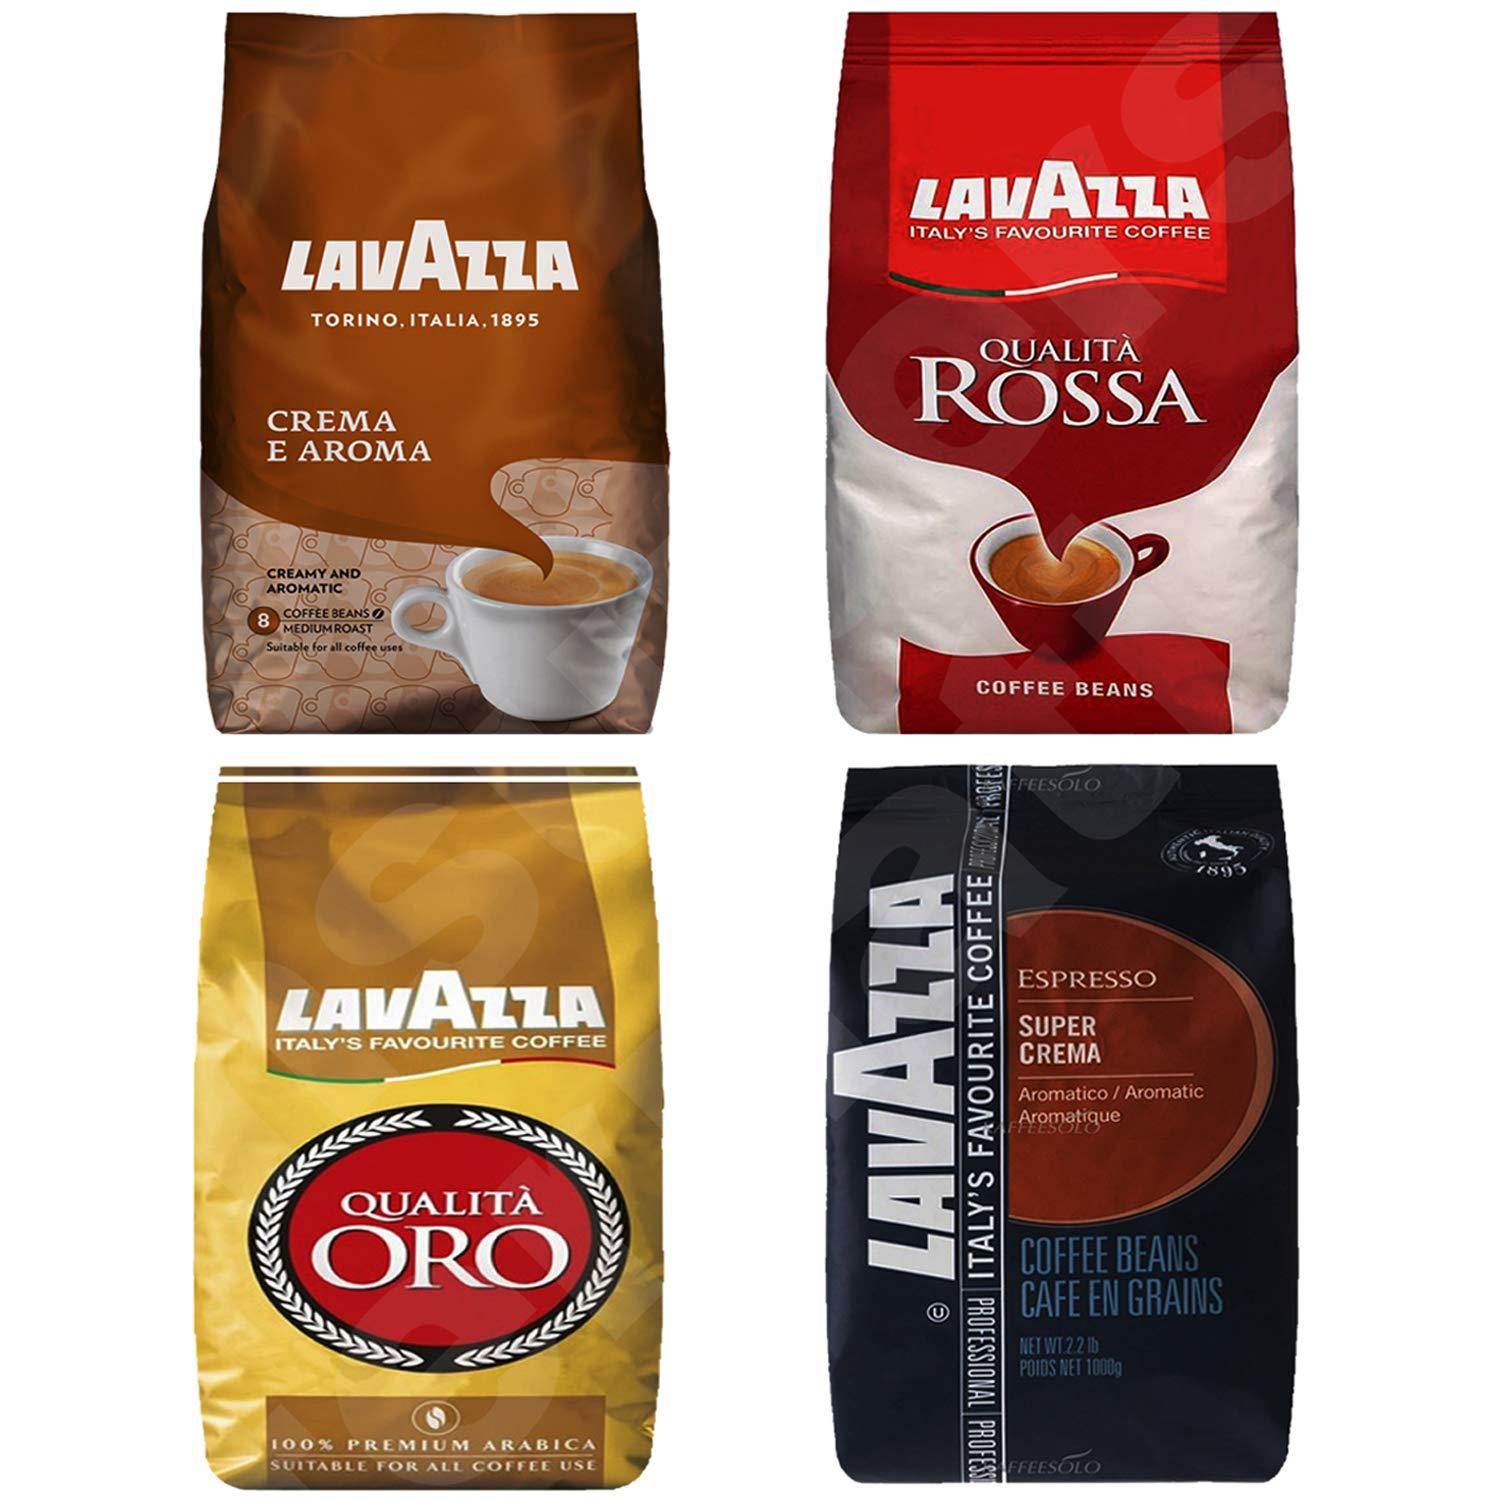 LAVAZZA
TORINO, ITALIA, 1895
CREMA
E AROMA
CREAMY AND
AROMATIC
8 COFFEE BEANS
MEDIUM ROAST
Suitable for all coffee uses
LAVAZZA
ITALY'S FAVOURITE COFFEE
QUALITÀ
ROSSA
COFFEE BEANS
LAVAZZA
ITALY'S FAVOURITE COFFEE
QUALITÀ
ORO
100% PREMIUM ARABICA
SUITABLE FOR ALL COFFEE USE
LAVAZZA
PROFESSIONAL ITALY'S FAVOURITE COFFEE PROFESSIONAL
1895
ESPRESSO
SUPER
CREMA
Aromatico / Aromatic
Aromatique
COFFEE BEANS
CAFE EN GRAINS
NET WT.2.2 lb
POIDS NET 1000g
U